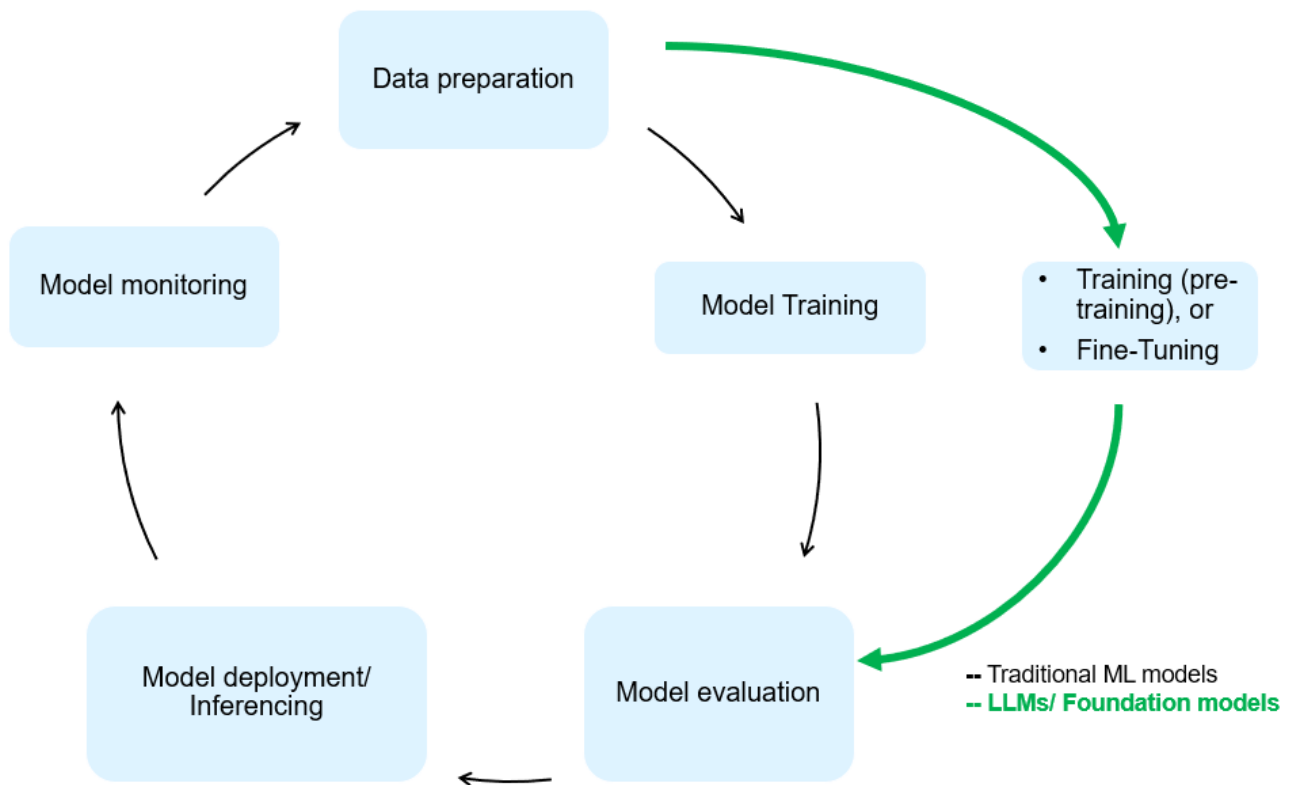 Data preparation
Model monitoring
Model Training
• Training (pre-
training), or
• Fine-Tuning
Model deployment/
Inferencing
Model evaluation
-- Traditional ML models
-- LLMs/ Foundation models